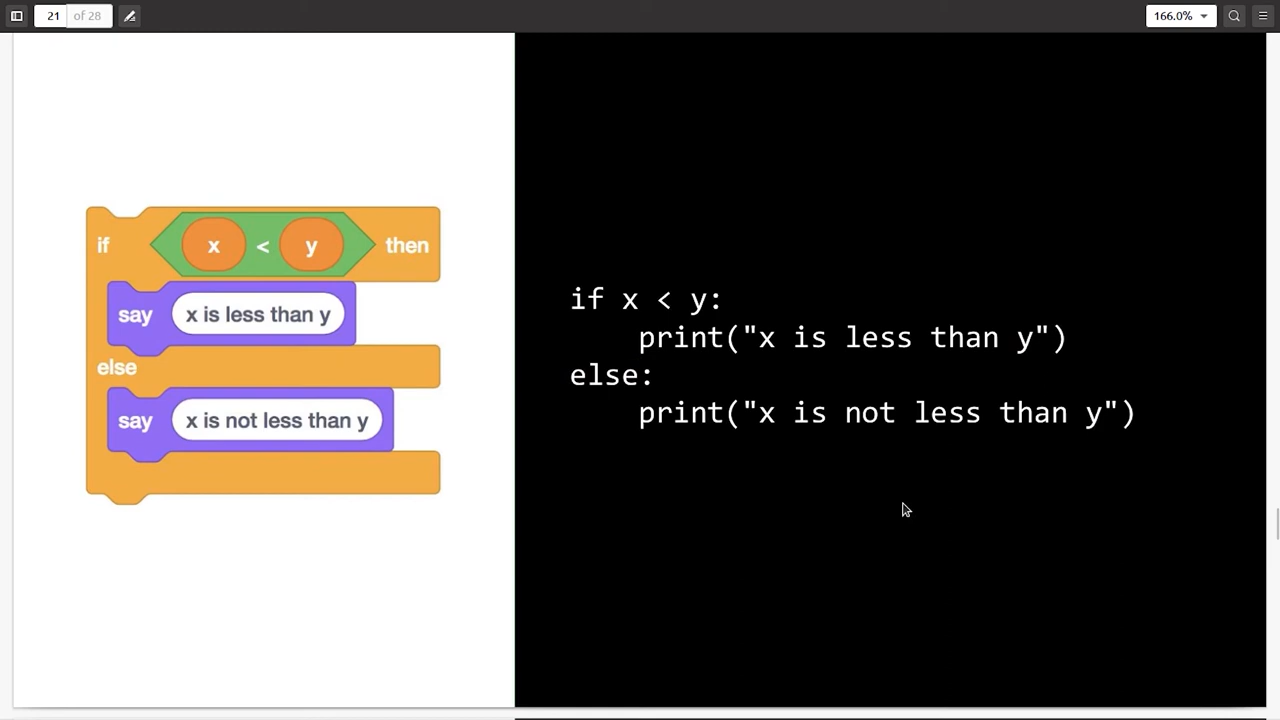 21 of 28
166.0%
if x < y then
say x is less than y
else
say x is not less than y
if x < y:
    print("x is less than y")
else:
    print("x is not less than y")